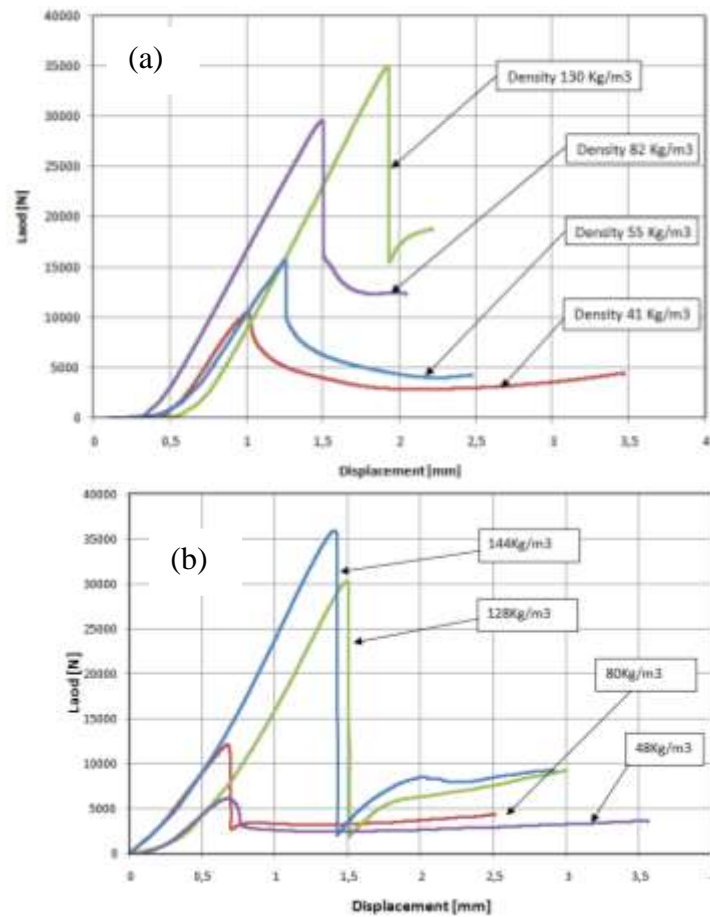 (a)
40000
35000
30000
25000
20000
15000
10000
5000
0
Laod [N]
Density 130 Kg/m3
Density 82 Kg/m3
Density 55 Kg/m3
Density 41 Kg/m3
0 0,5 1 1,5 2 2,5 3 3,5 4
Displacement [mm]
(b)
40000
35000
30000
25000
20000
15000
10000
5000
0
Laod [N]
144Kg/m3
128Kg/m3
80Kg/m3
48Kg/m3
0 0,5 1 1,5 2 2,5 3 3,5 4
Displacement [mm]